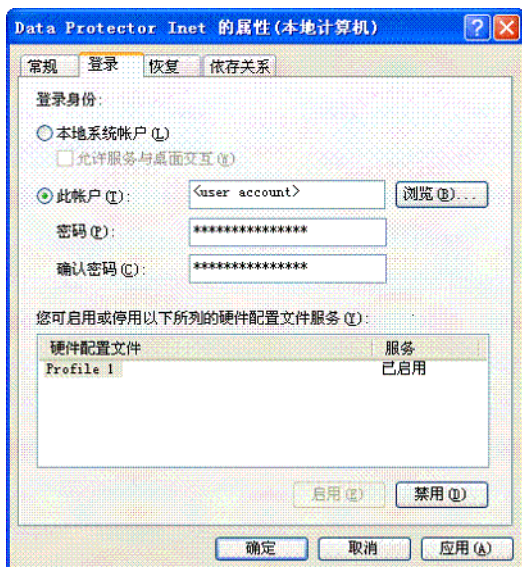 Data Protector Inet 的属性(本地计算机)
常规 登录 恢复 依存关系
登录身份:
本地系统帐户(L)
允许服务与桌面交互(W)
此帐户(T): <user account> 浏览(B)...
密码(P): ***************
确认密码(C): ***************
您可启用或停用以下所列的硬件配置文件服务(Y):
硬件配置文件 服务
Profile 1 已启用
启用(E) 禁用(D)
确定 取消 应用(A)